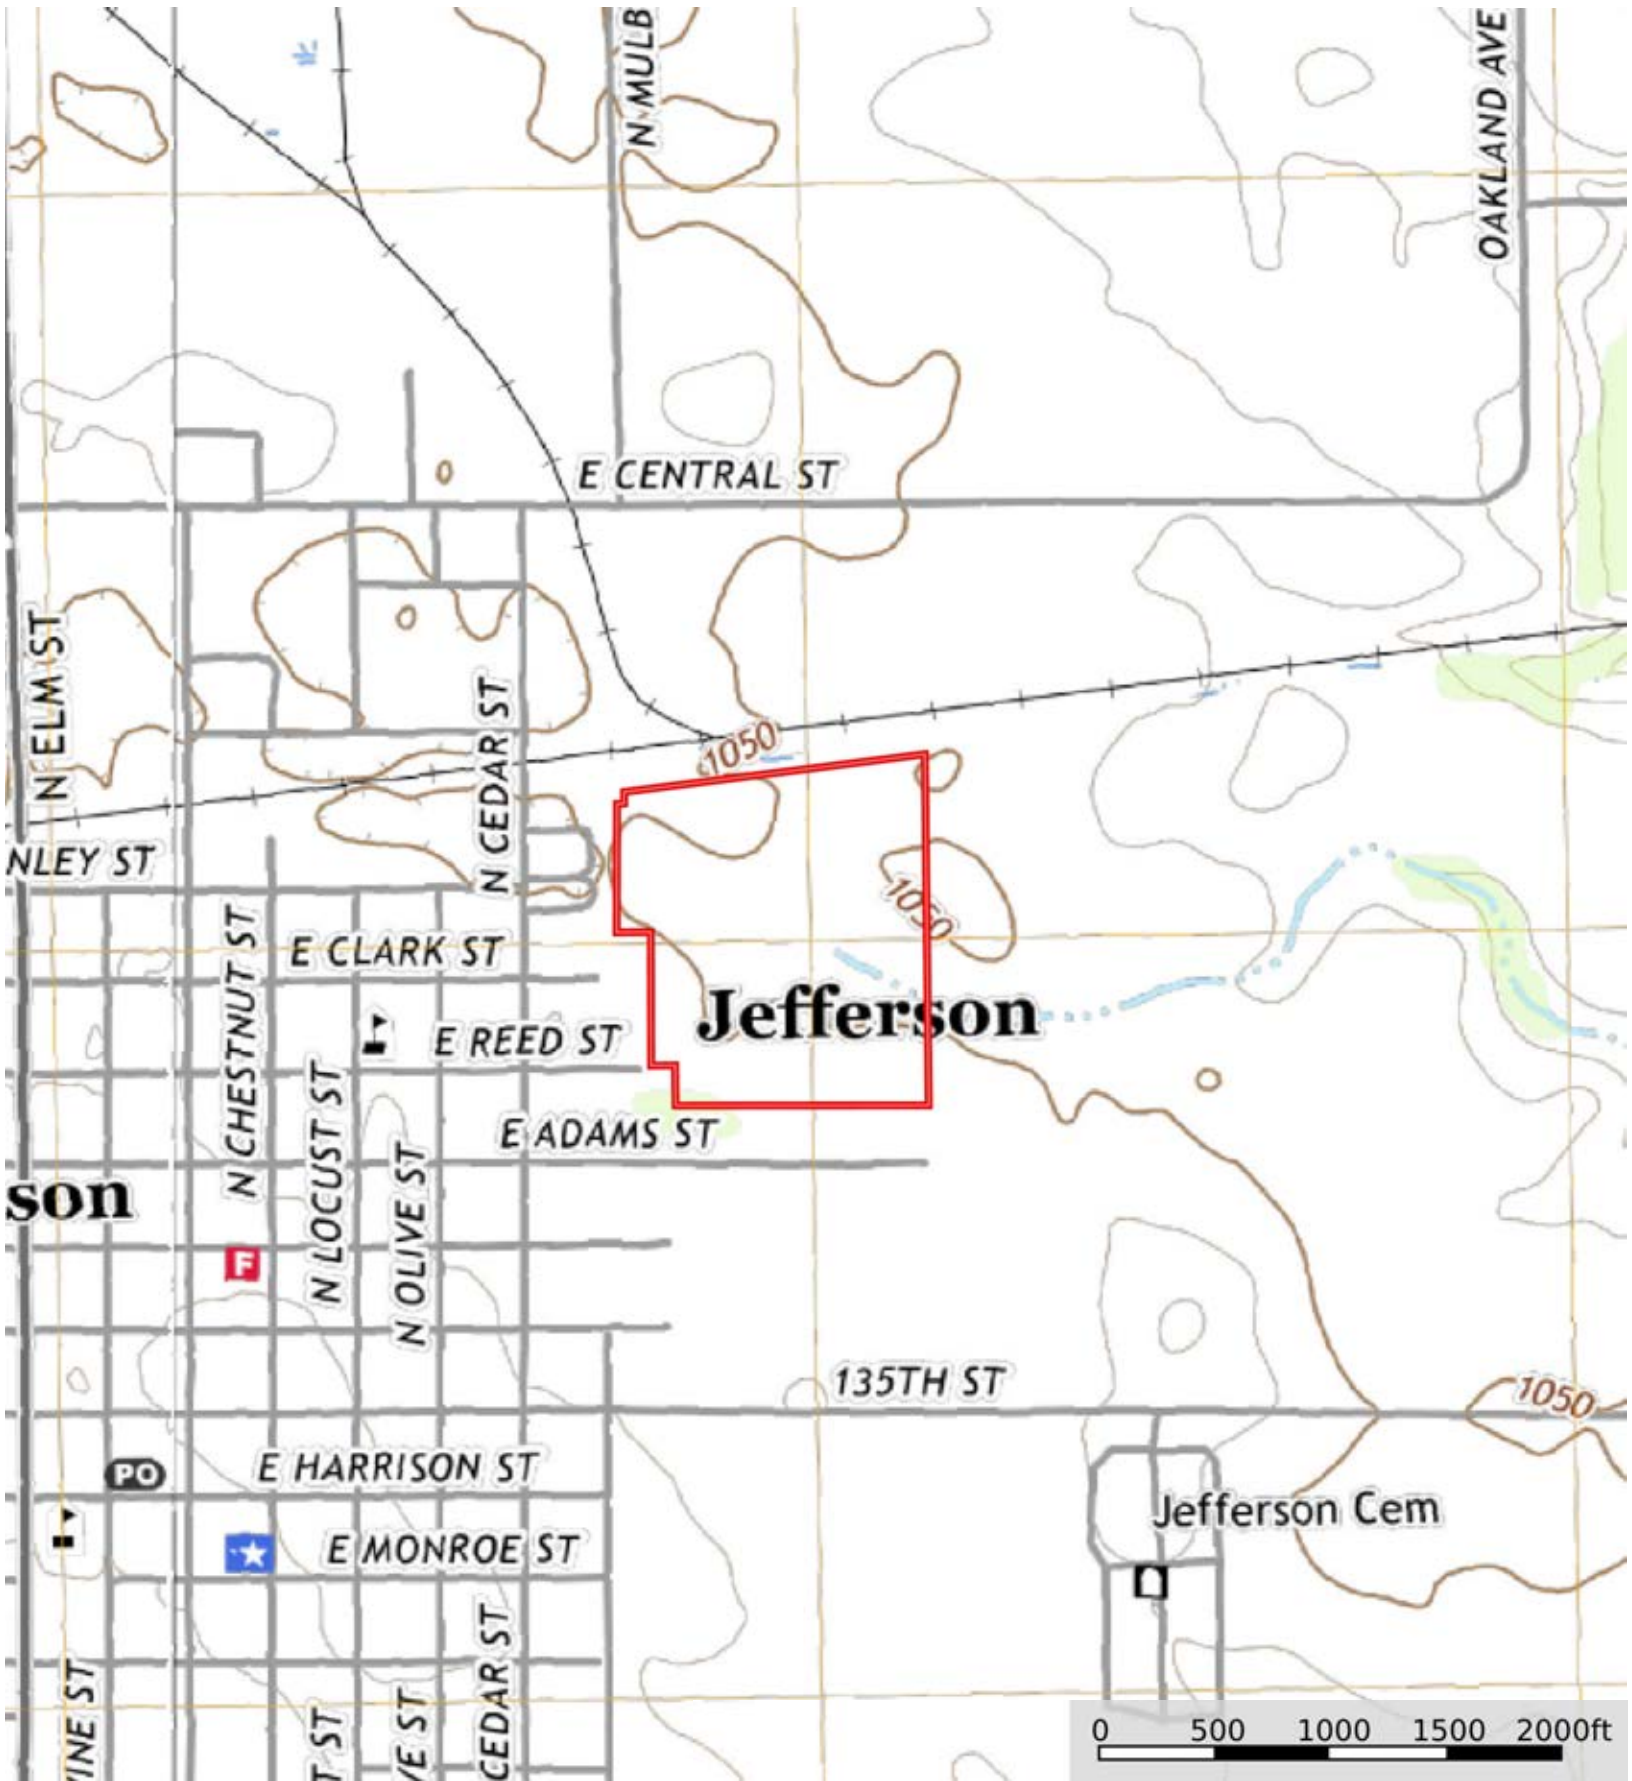 N MULB
OAKLAND AVE
E CENTRAL ST
N ELM ST
N CEDAR ST
1050
NLEY ST
1050
N CHESTNUT ST
E CLARK ST
Jefferson
E REED ST
N LOCUST ST
E ADAMS ST
N OLIVE ST
son
F
135TH ST
1050
PO
E HARRISON ST
Jefferson Cem
E MONROE ST
CEDAR ST
VINE ST
T ST
VE ST
0 500 1000 1500 2000ft